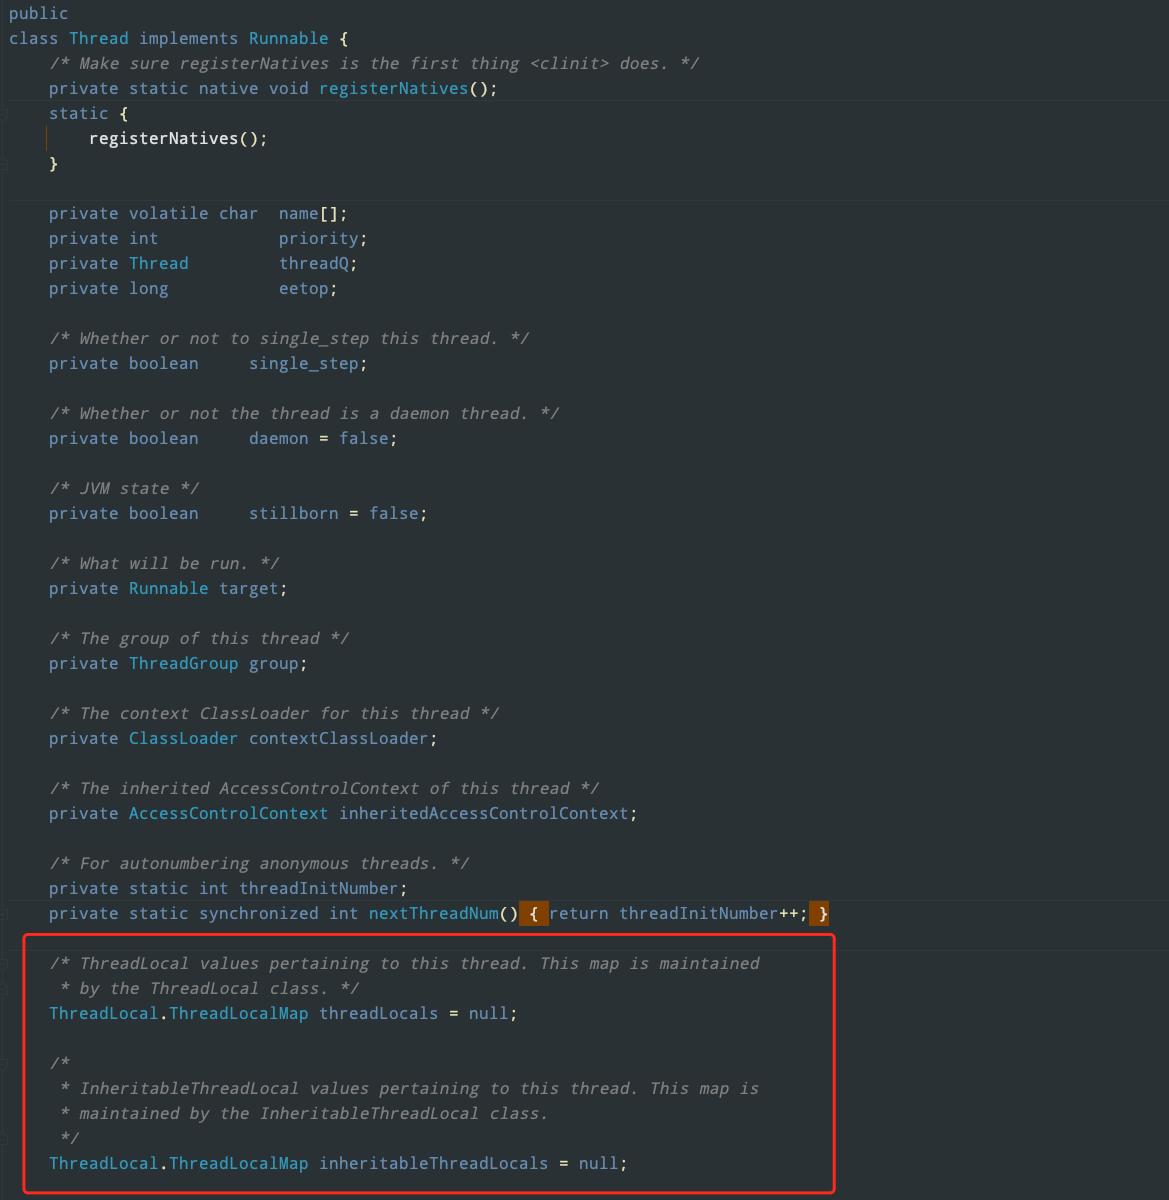 public
class Thread implements Runnable {
    /* Make sure registerNatives is the first thing <clinit> does. */
    private static native void registerNatives();
    static {
        registerNatives();
    }

    private volatile char  name[];
    private int            priority;
    private Thread         threadQ;
    private long           eetop;

    /* Whether or not to single_step this thread. */
    private boolean     single_step;

    /* Whether or not the thread is a daemon thread. */
    private boolean     daemon = false;

    /* JVM state */
    private boolean     stillborn = false;

    /* What will be run. */
    private Runnable target;

    /* The group of this thread */
    private ThreadGroup group;

    /* The context ClassLoader for this thread */
    private ClassLoader contextClassLoader;

    /* The inherited AccessControlContext of this thread */
    private AccessControlContext inheritedAccessControlContext;

    /* For autonumbering anonymous threads. */
    private static int threadInitNumber;
    private static synchronized int nextThreadNum() { return threadInitNumber++; }

    /* ThreadLocal values pertaining to this thread. This map is maintained
     * by the ThreadLocal class. */
    ThreadLocal.ThreadLocalMap threadLocals = null;

    /*
     * InheritableThreadLocal values pertaining to this thread. This map is
     * maintained by the InheritableThreadLocal class.
     */
    ThreadLocal.ThreadLocalMap inheritableThreadLocals = null;